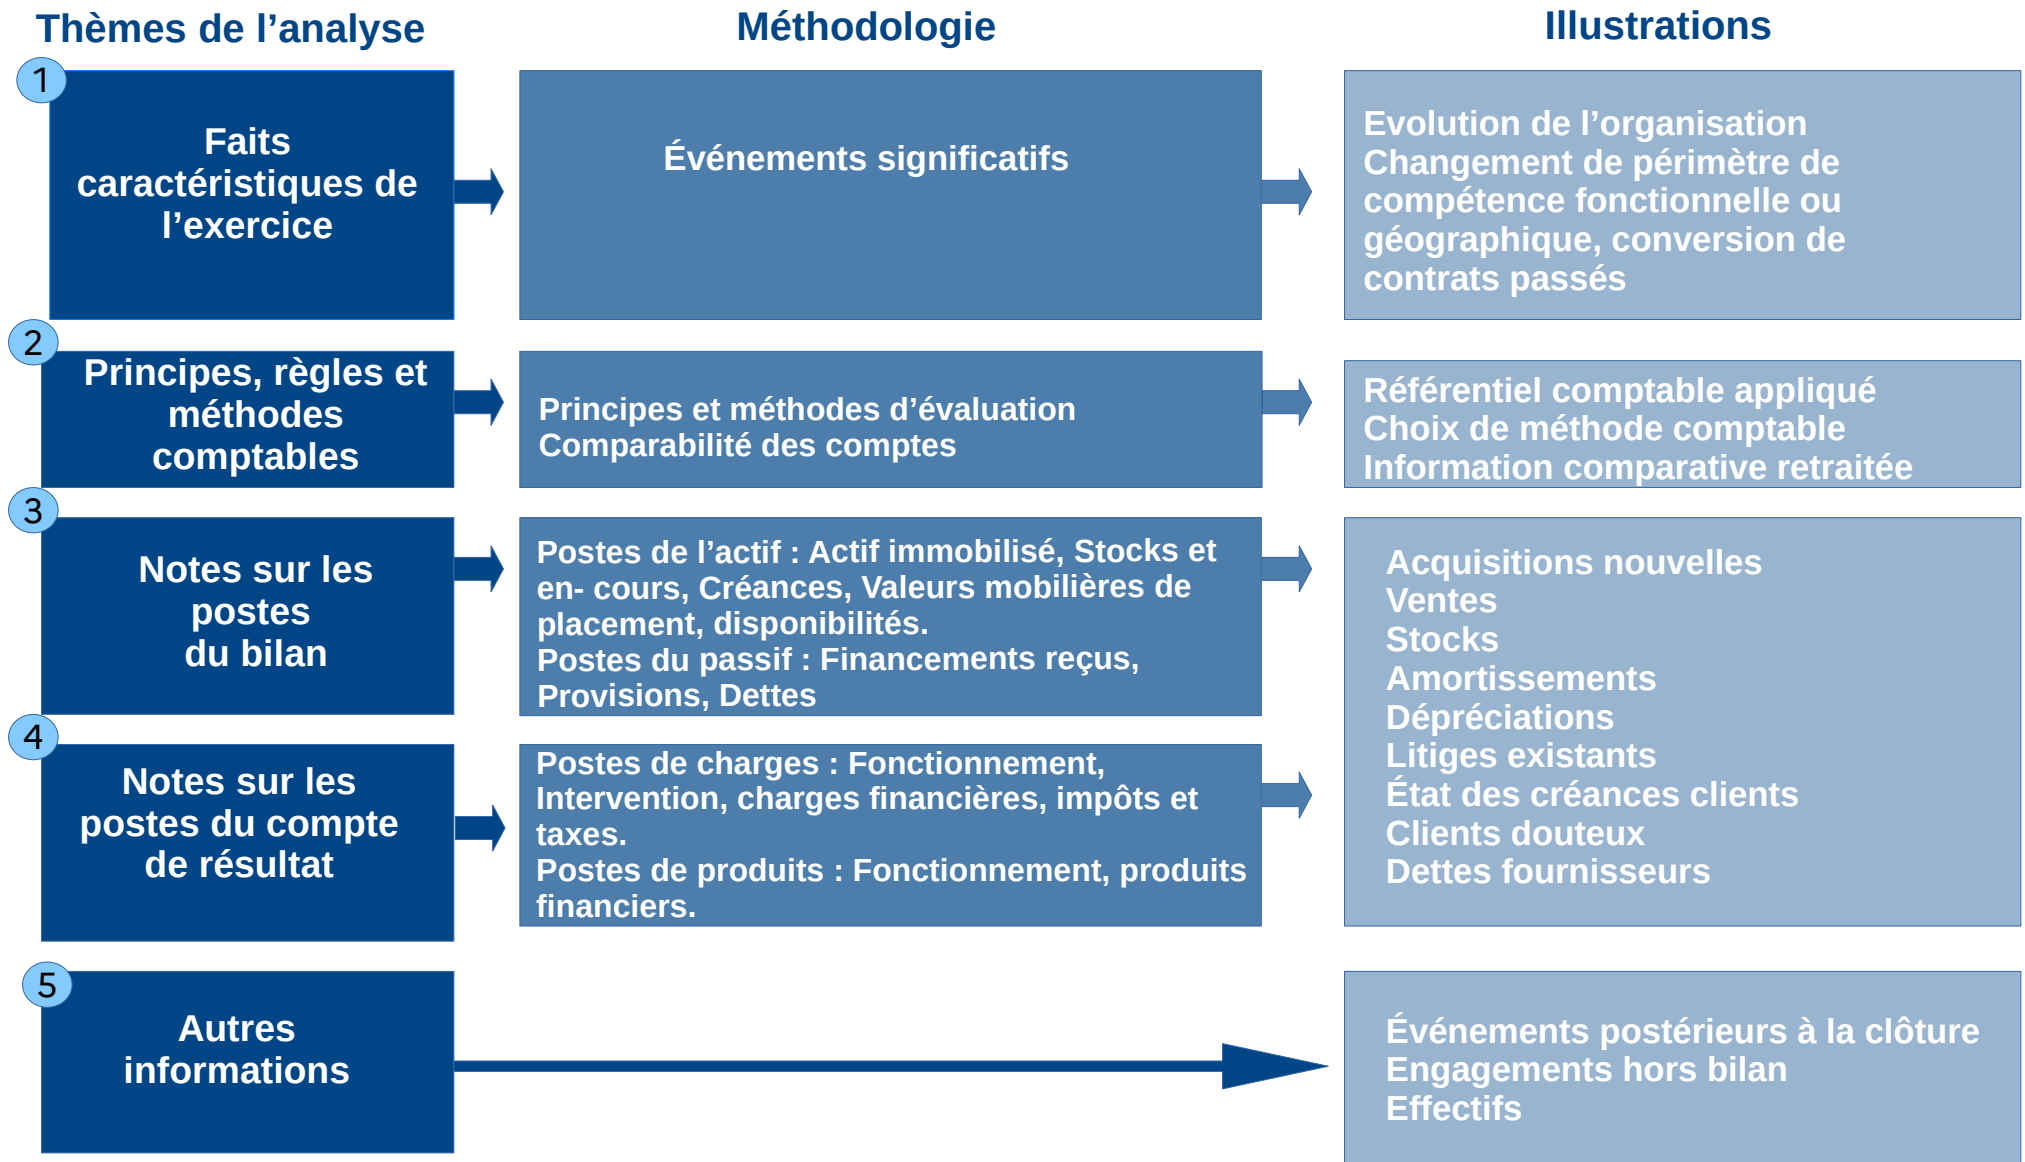 Thèmes de l’analyse
Méthodologie
Illustrations
1
Faits
caractéristiques de
l’exercice
Événements significatifs
Evolution de l’organisation
Changement de périmètre de
compétence fonctionnelle ou
géographique, conversion de
contrats passés
2
Principes, règles et
méthodes
comptables
Principes et méthodes d’évaluation
Comparabilité des comptes
Référentiel comptable appliqué
Choix de méthode comptable
Information comparative retraitée
3
Notes sur les
postes
du bilan
Postes de l’actif : Actif immobilisé, Stocks et
en- cours, Créances, Valeurs mobilières de
placement, disponibilités.
Postes du passif : Financements reçus,
Provisions, Dettes
Acquisitions nouvelles
Ventes
Stocks
Amortissements
Dépréciations
Litiges existants
État des créances clients
Clients douteux
Dettes fournisseurs
4
Notes sur les
postes du compte
de résultat
Postes de charges : Fonctionnement,
Intervention, charges financières, impôts et
taxes.
Postes de produits : Fonctionnement, produits
financiers.
5
Autres
informations
Événements postérieurs à la clôture
Engagements hors bilan
Effectifs